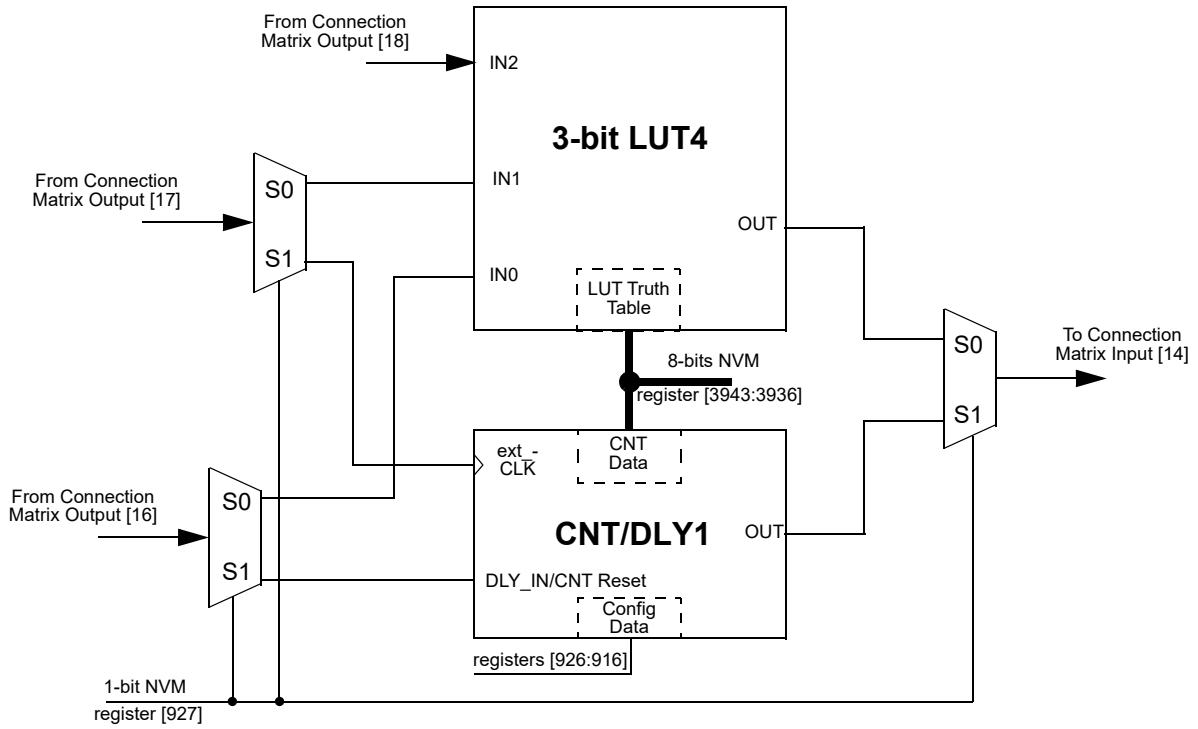 From Connection
Matrix Output [18]
IN2
3-bit LUT4
From Connection
Matrix Output [17]
S0
S1
IN1
IN0
OUT
LUT Truth
Table
8-bits NVM
register [3943:3936]
S0
S1
To Connection
Matrix Input [14]
ext_-
CLK
CNT
Data
From Connection
Matrix Output [16]
S0
S1
CNT/DLY1
OUT
DLY_IN/CNT Reset
Config
Data
registers [926:916]
1-bit NVM
register [927]